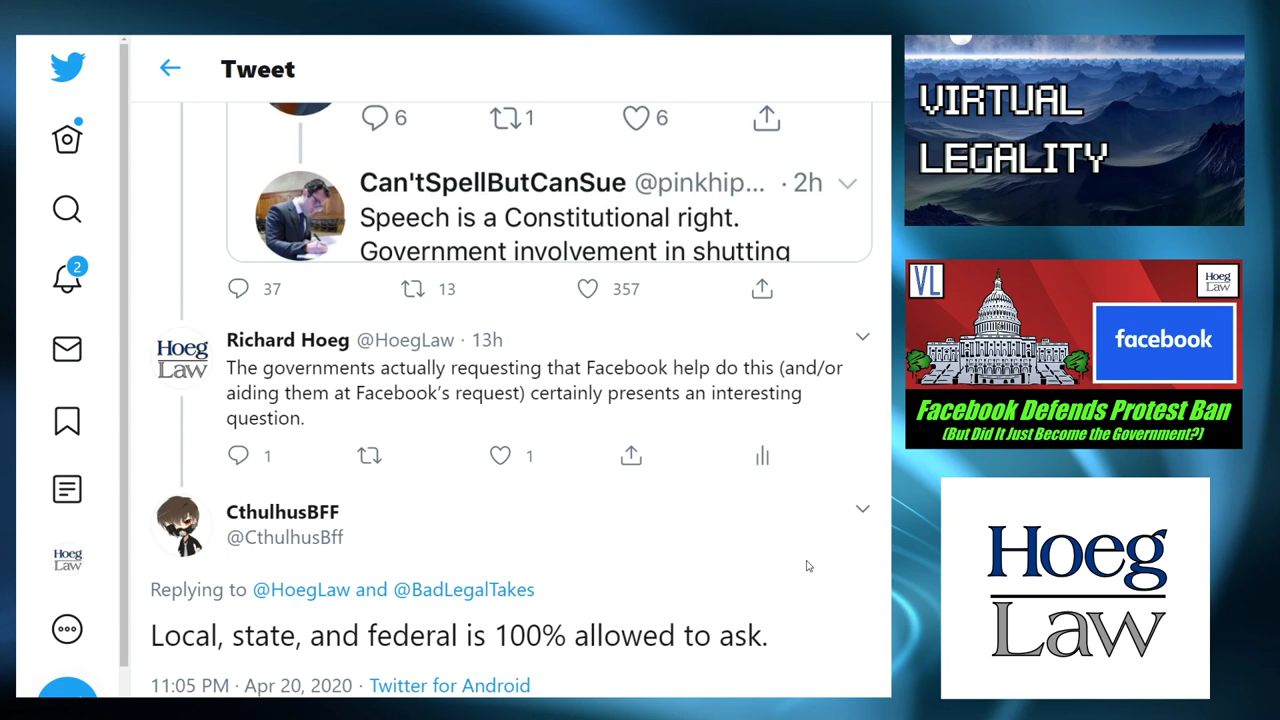 Tweet
6
1
6
Can'tSpellButCanSue @pinkhip... · 2h
Speech is a Constitutional right.
Government involvement in shutting
37
13
357
Richard Hoeg @HoegLaw · 13h
The governments actually requesting that Facebook help do this (and/or
aiding them at Facebook's request) certainly presents an interesting
question.
1
1
CthulhusBFF
@CthulhusBff
Replying to @HoegLaw and @BadLegalTakes
Local, state, and federal is 100% allowed to ask.
11:05 PM · Apr 20, 2020 · Twitter for Android
2
Hoeg
Law
Hoeg
Law
VIRTUAL
LEGALITY
VL
Hoeg
Law
facebook
Facebook Defends Protest Ban
(But Did It Just Become the Government?)
Hoeg
Law